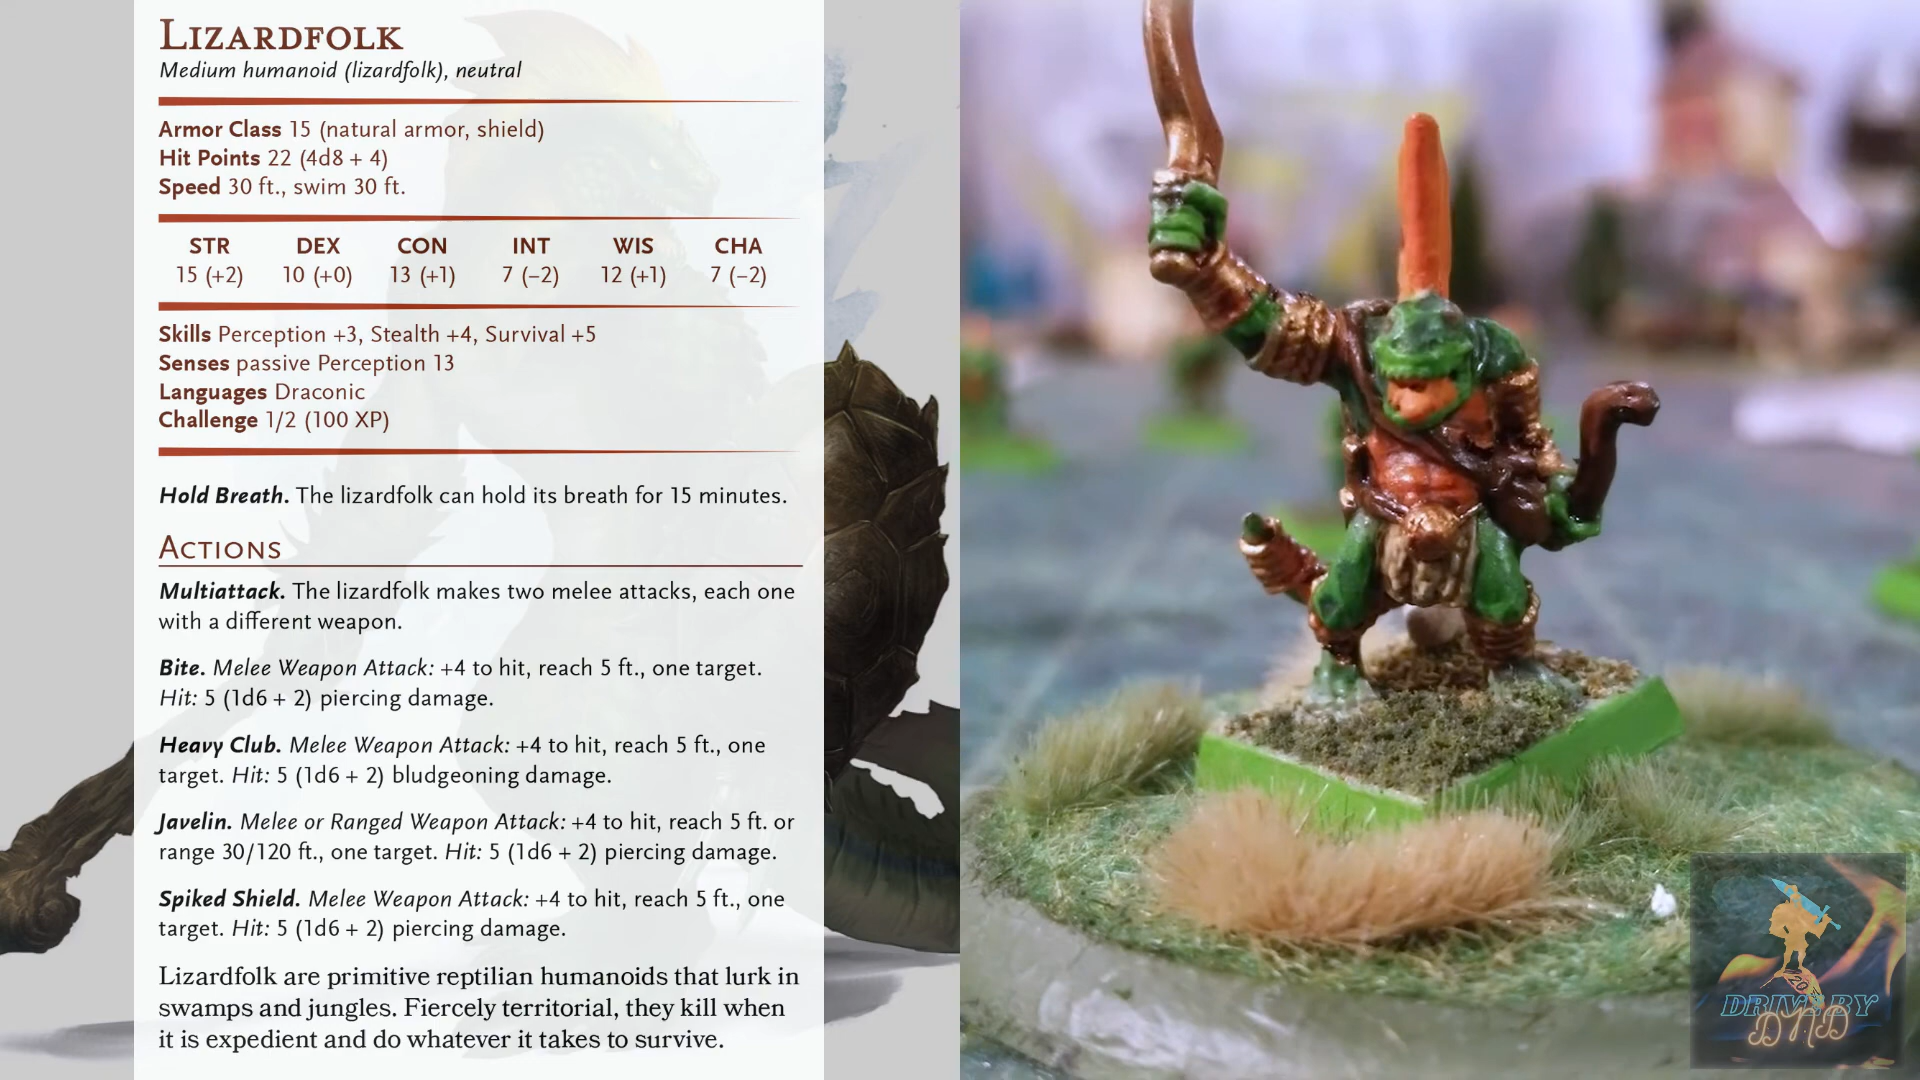 LIZARDFOLK
Medium humanoid (lizardfolk), neutral
Armor Class 15 (natural armor, shield)
Hit Points 22 (4d8 + 4)
Speed 30 ft., swim 30 ft.
STR DEX CON INT WIS CHA
15 (+2) 10 (+0) 13 (+1) 7 (–2) 12 (+1) 7 (–2)
Skills Perception +3, Stealth +4, Survival +5
Senses passive Perception 13
Languages Draconic
Challenge 1/2 (100 XP)
Hold Breath. The lizardfolk can hold its breath for 15 minutes.
ACTIONS
Multiattack. The lizardfolk makes two melee attacks, each one
with a different weapon.
Bite. Melee Weapon Attack: +4 to hit, reach 5 ft., one target.
Hit: 5 (1d6 + 2) piercing damage.
Heavy Club. Melee Weapon Attack: +4 to hit, reach 5 ft., one
target. Hit: 5 (1d6 + 2) bludgeoning damage.
Javelin. Melee or Ranged Weapon Attack: +4 to hit, reach 5 ft. or
range 30/120 ft., one target. Hit: 5 (1d6 + 2) piercing damage.
Spiked Shield. Melee Weapon Attack: +4 to hit, reach 5 ft., one
target. Hit: 5 (1d6 + 2) piercing damage.
Lizardfolk are primitive reptilian humanoids that lurk in
swamps and jungles. Fiercely territorial, they kill when
it is expedient and do whatever it takes to survive.
DRIVEBY